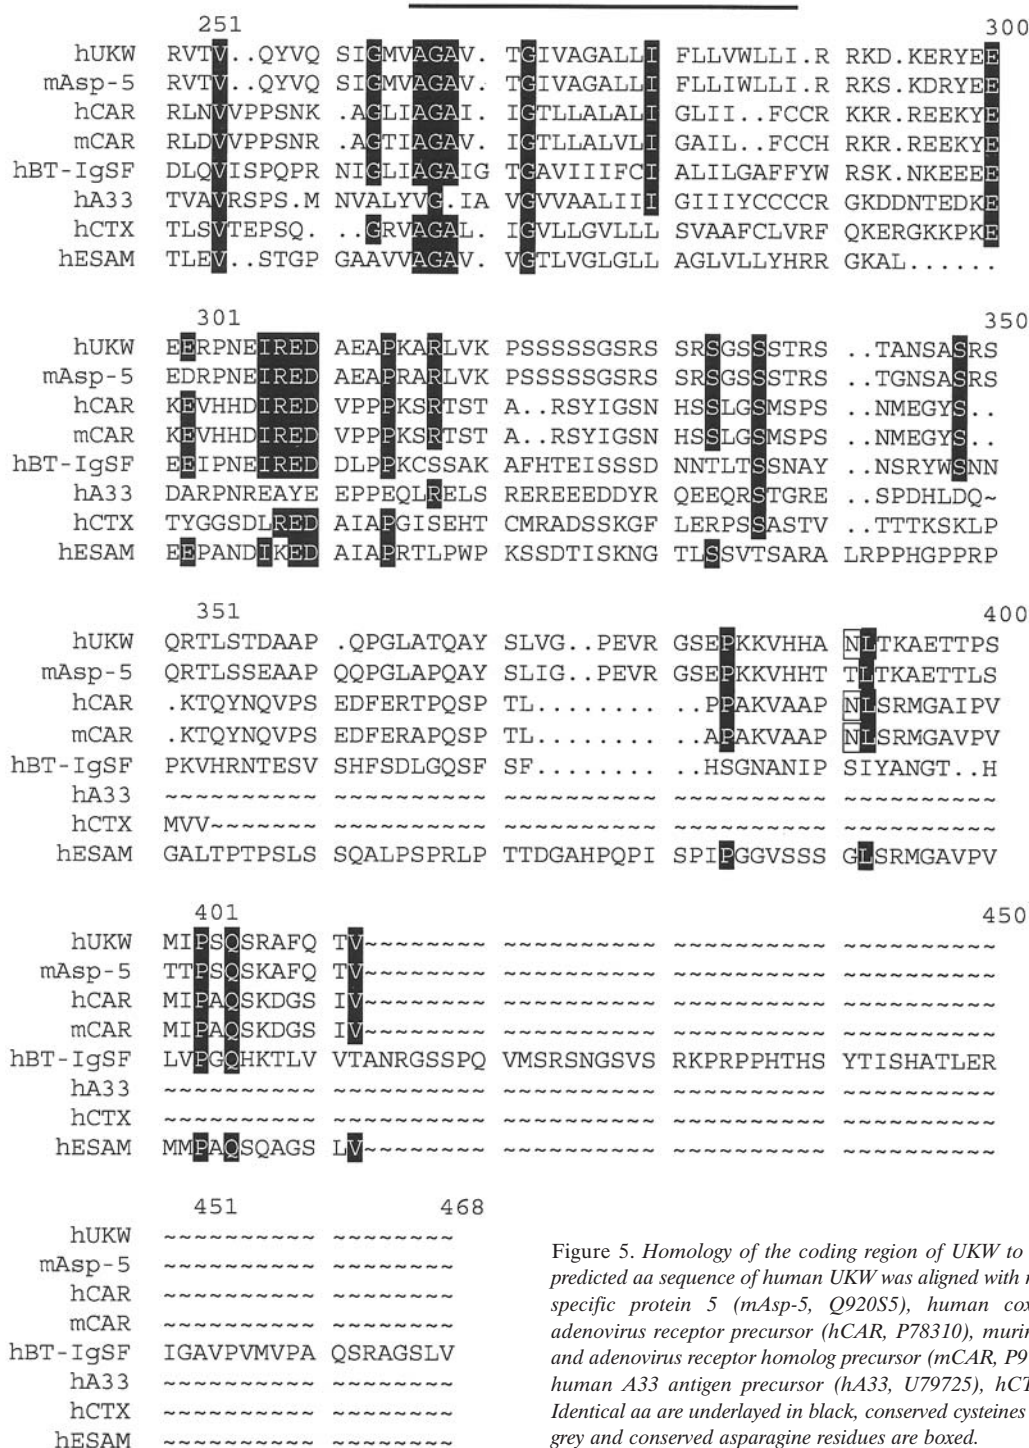 251 300
hUKW RVTV..QYVQ SIGMVAGAV. TGIVAGALLI FLLVWLLI.R RKD.KERYEE
mAsp-5 RVTV..QYVQ SIGMVAGAV. TGIVAGALLI FLLIWLLI.R RKS.KDRYEE
hCAR RLNVVPPSNK .AGLIAGAI. IGTLLALALI GLII..FCCR KKR.REEKYE
mCAR RLDVVPPSNR .AGTIAGAV. IGTLLALVLI GAIL..FCCH RKR.REEKYE
hBT-IgSF DLQVISPQPR NIGLIAGAIG TGAVIIIFCI ALILGAFFYW RSK.NKEEEE
hA33 TVAVRSPS.M NVALYVG.IA VGVVAALIII GIIIYCCCCR GKDDNTEDKE
hCTX TLSVTEPSQ. .GRVAGAL. IGVLLGVLLL SVAAFCLVRF QKERGKKPKE
hESAM TLEV..STGP GAAVVAGAV. VGTLVGLGLL AGLVLLYHRR GKAL......
301 350
hUKW EERPNEIRED AEAPKARLVK PSSSSSGSRS SRSGSSSTRS ..TANSASRS
mAsp-5 EDRPNEIRED AEAPRARLVK PSSSSSGSRS SRSGSSSTRS ..TGNSASRS
hCAR KEVHHDIRED VPPPKSRTST A..RSYIGSN HSSLGSMSPS ..NMEGYS..
mCAR KEVHHDIRED VPPPKSRTST A..RSYIGSN HSSLGSMSPS ..NMEGYS..
hBT-IgSF EEIPNEIRED DLPPKCSSAK AFHTEISSSD NNTLTSSNAY ..NSRYWSNN
hA33 DARPNREAYE EPPEQLRELS REREEEDDYR QEEQRSTGRE ..SPDHLDQ~
hCTX TYGGSDLRED AIAPGISEHT CMRADSSKGF LERPSSASTV ..TTTKSKLP
hESAM EEPANDIKED AIAPRTLPWP KSSDTISKNG TLSSVTSARA LRPPHGPPRP
351 400
hUKW QRTLSTDAAP .QPGLATQAY SLVG..PEVR GSEPKKVHHA NLTKAETTPS
mAsp-5 QRTLSSEAAP QQPGLAPQAY SLIG..PEVR GSEPKKVHHT TLTKAETTLS
hCAR .KTQYNQVPS EDFERTPQSP TL........ ..PPAKVAAP NLSRMGAIPV
mCAR .KTQYNQVPS EDFERAPQSP TL........ ..APAKVAAP NLSRMGAVPV
hBT-IgSF PKVHRNTESV SHFSDLGQSF SF........ ..HSGNANIP SIYANGT..H
hA33 ~~~~~~~~~~ ~~~~~~~~~~ ~~~~~~~~~~ ~~~~~~~~~~ ~~~~~~~~~~
hCTX MVV~~~~~~~ ~~~~~~~~~~ ~~~~~~~~~~ ~~~~~~~~~~ ~~~~~~~~~~
hESAM GALTPTPSLS SQALPSPRLP TTDGAHPQPI SPIPGGVSSS GLSRMGAVPV
401 450
hUKW MIPSQSRAFQ TV~~~~~~~~ ~~~~~~~~~~ ~~~~~~~~~~ ~~~~~~~~~~
mAsp-5 TTPSQSKAFQ TV~~~~~~~~ ~~~~~~~~~~ ~~~~~~~~~~ ~~~~~~~~~~
hCAR MIPAQSKDGS IV~~~~~~~~ ~~~~~~~~~~ ~~~~~~~~~~ ~~~~~~~~~~
mCAR MIPAQSKDGS IV~~~~~~~~ ~~~~~~~~~~ ~~~~~~~~~~ ~~~~~~~~~~
hBT-IgSF LVPGQHKTLV VTANRGSSPQ VMSRSNGSVS RKPRPPHTHS YTISHATLER
hA33 ~~~~~~~~~~ ~~~~~~~~~~ ~~~~~~~~~~ ~~~~~~~~~~ ~~~~~~~~~~
hCTX ~~~~~~~~~~ ~~~~~~~~~~ ~~~~~~~~~~ ~~~~~~~~~~ ~~~~~~~~~~
hESAM MMPAQSQAGS LV~~~~~~~~ ~~~~~~~~~~ ~~~~~~~~~~ ~~~~~~~~~~
451 468
hUKW ~~~~~~~~~~ ~~~~~~~~
mAsp-5 ~~~~~~~~~~ ~~~~~~~~
hCAR ~~~~~~~~~~ ~~~~~~~~
mCAR ~~~~~~~~~~ ~~~~~~~~
hBT-IgSF IGAVPVMVPA QSRAGSLV
hA33 ~~~~~~~~~~ ~~~~~~~~
hCTX ~~~~~~~~~~ ~~~~~~~~
hESAM ~~~~~~~~~~ ~~~~~~~~
Figure 5. Homology of the coding region of UKW to
predicted aa sequence of human UKW was aligned with
specific protein 5 (mAsp-5, Q920S5), human cox
adenovirus receptor precursor (hCAR, P78310), murin
and adenovirus receptor homolog precursor (mCAR, P9
human A33 antigen precursor (hA33, U79725), hCT
Identical aa are underlayed in black, conserved cysteines
grey and conserved asparagine residues are boxed.